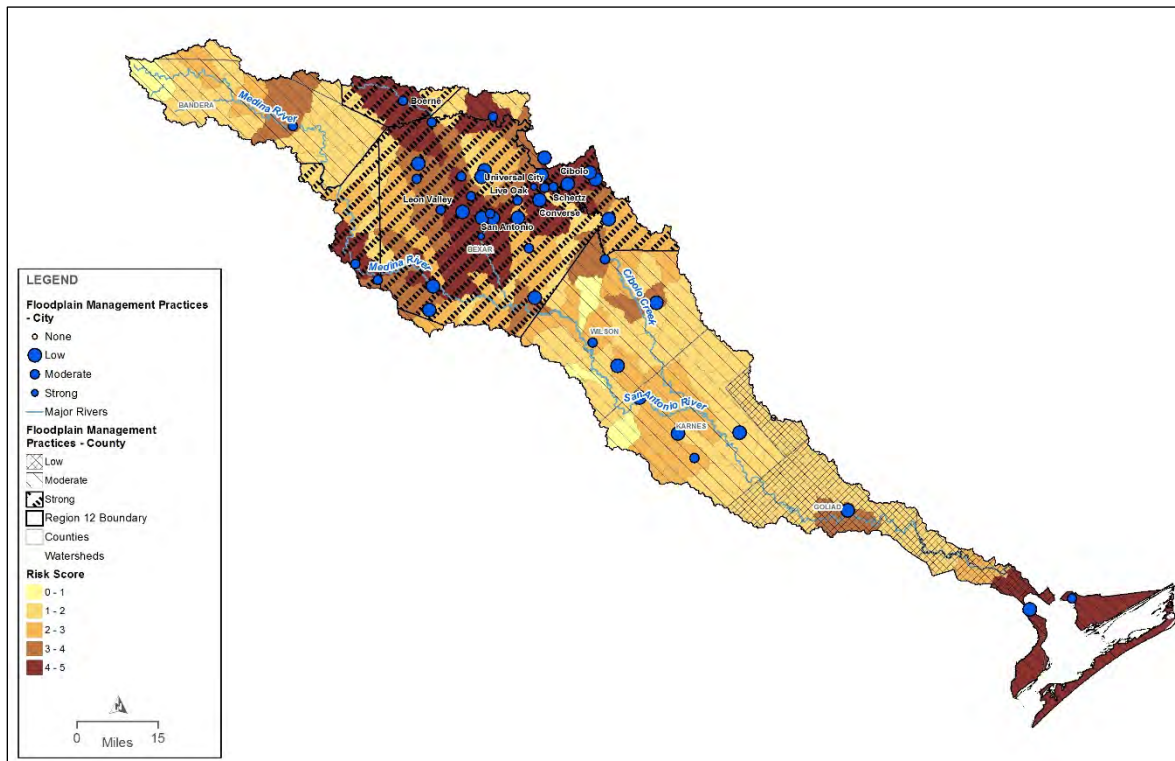 BANDERA
Medina River
Boerne
Universal City
Cibolo
Live Oak
Schertz
Leon Valley
Converse
San Antonio
BEXAR
Medina River
Cibolo Creek
WILSON
San Antonio River
KARNES
GOLIAD
LEGEND
Floodplain Management Practices
- City
None
Low
Moderate
Strong
Major Rivers
Floodplain Management
Practices - County
Low
Moderate
Strong
Region 12 Boundary
Counties
Watersheds
Risk Score
0 - 1
1 - 2
2 - 3
3 - 4
4 - 5
N
0 15
Miles